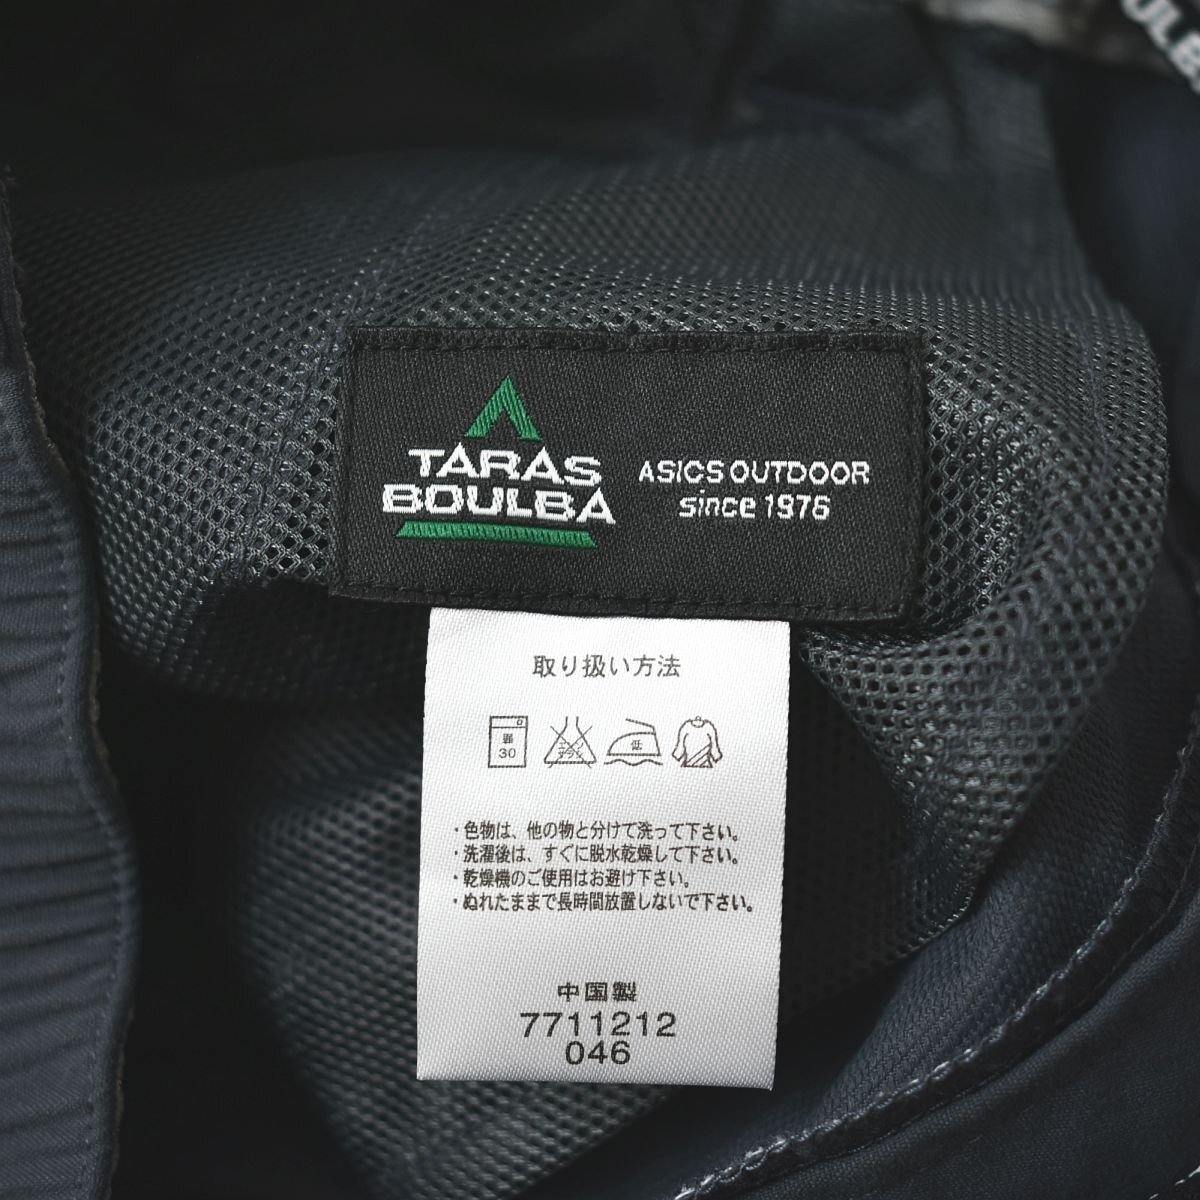 ULB
TARAS
BOULBA
ASICS OUTDOOR
since 1976
取り扱い方法
30
低
・色物は、他の物と分けて洗って下さい。
・洗濯後は、すぐに脱水乾燥して下さい。
・乾燥機のご使用はお避け下さい。
・ぬれたままで長時間放置しないで下さい。
中国製
7711212
046